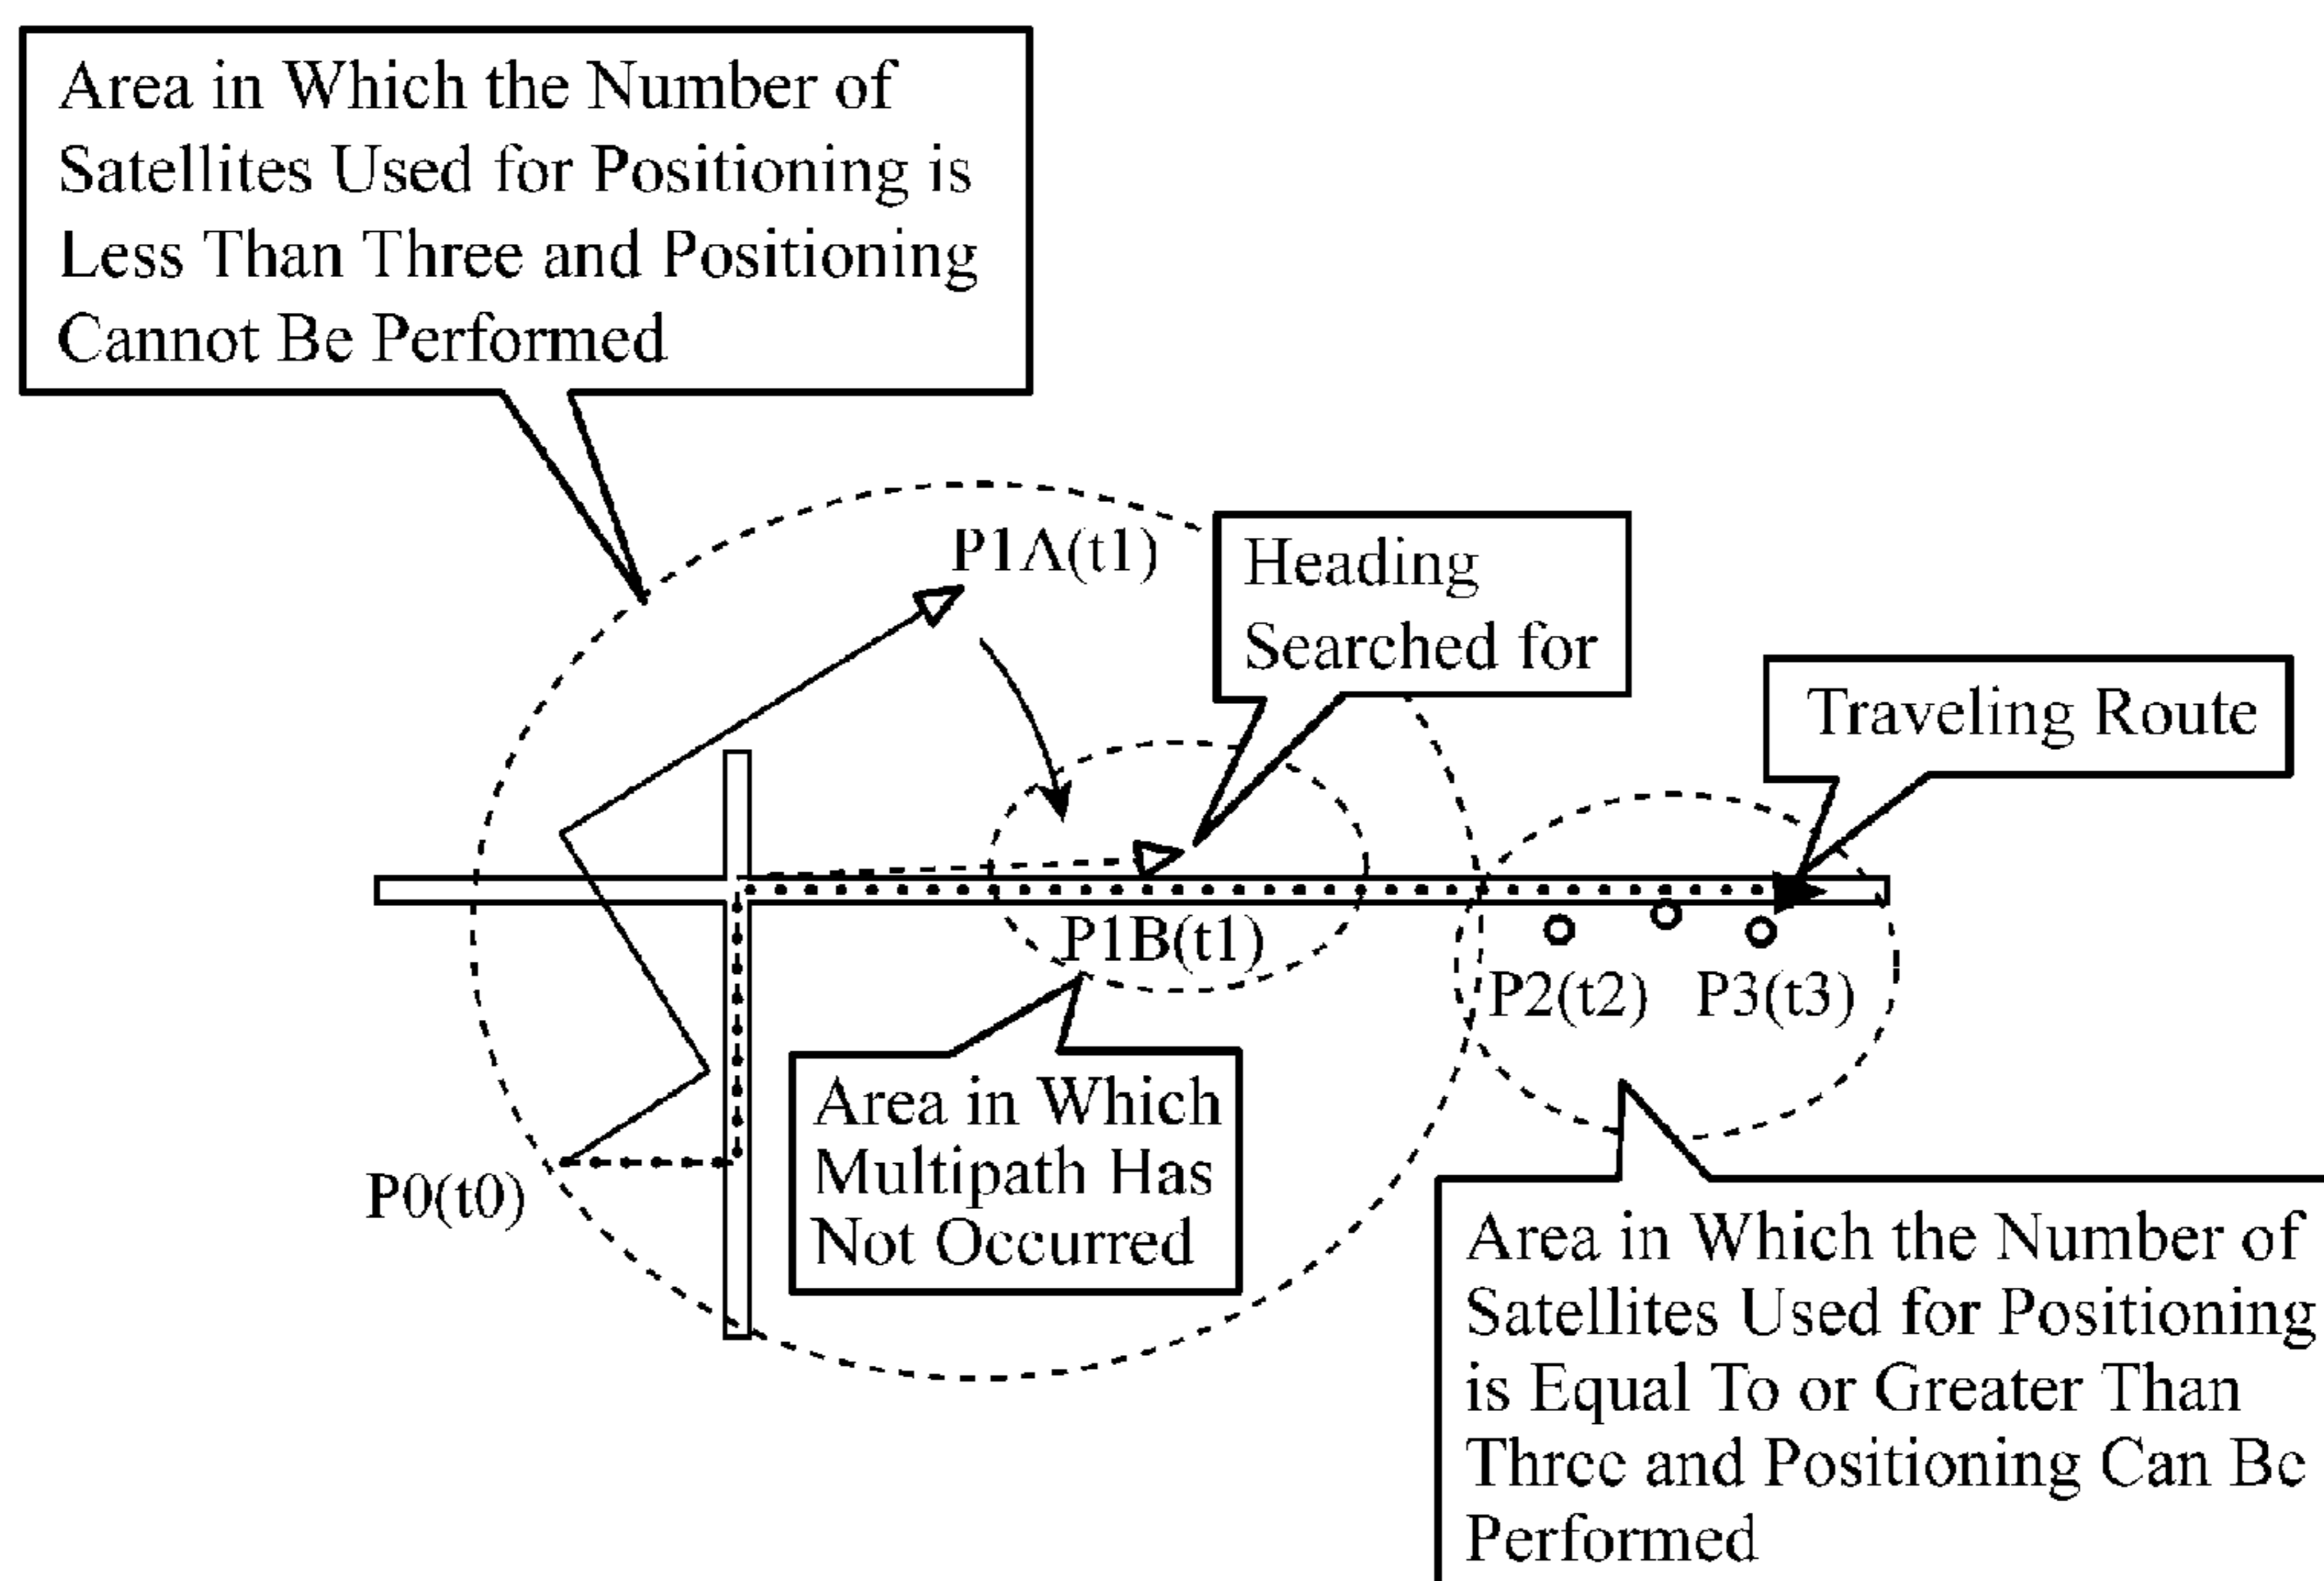 Area in Which the Number of
Satellites Used for Positioning is
Less Than Three and Positioning
Cannot Be Performed
P1A(t1)
Heading
Searched for
Traveling Route
P1B(t1)
P2(t2)
P3(t3)
P0(t0)
Area in Which
Multipath Has
Not Occurred
Area in Which the Number of
Satellites Used for Positioning
is Equal To or Greater Than
Three and Positioning Can Be
Performed